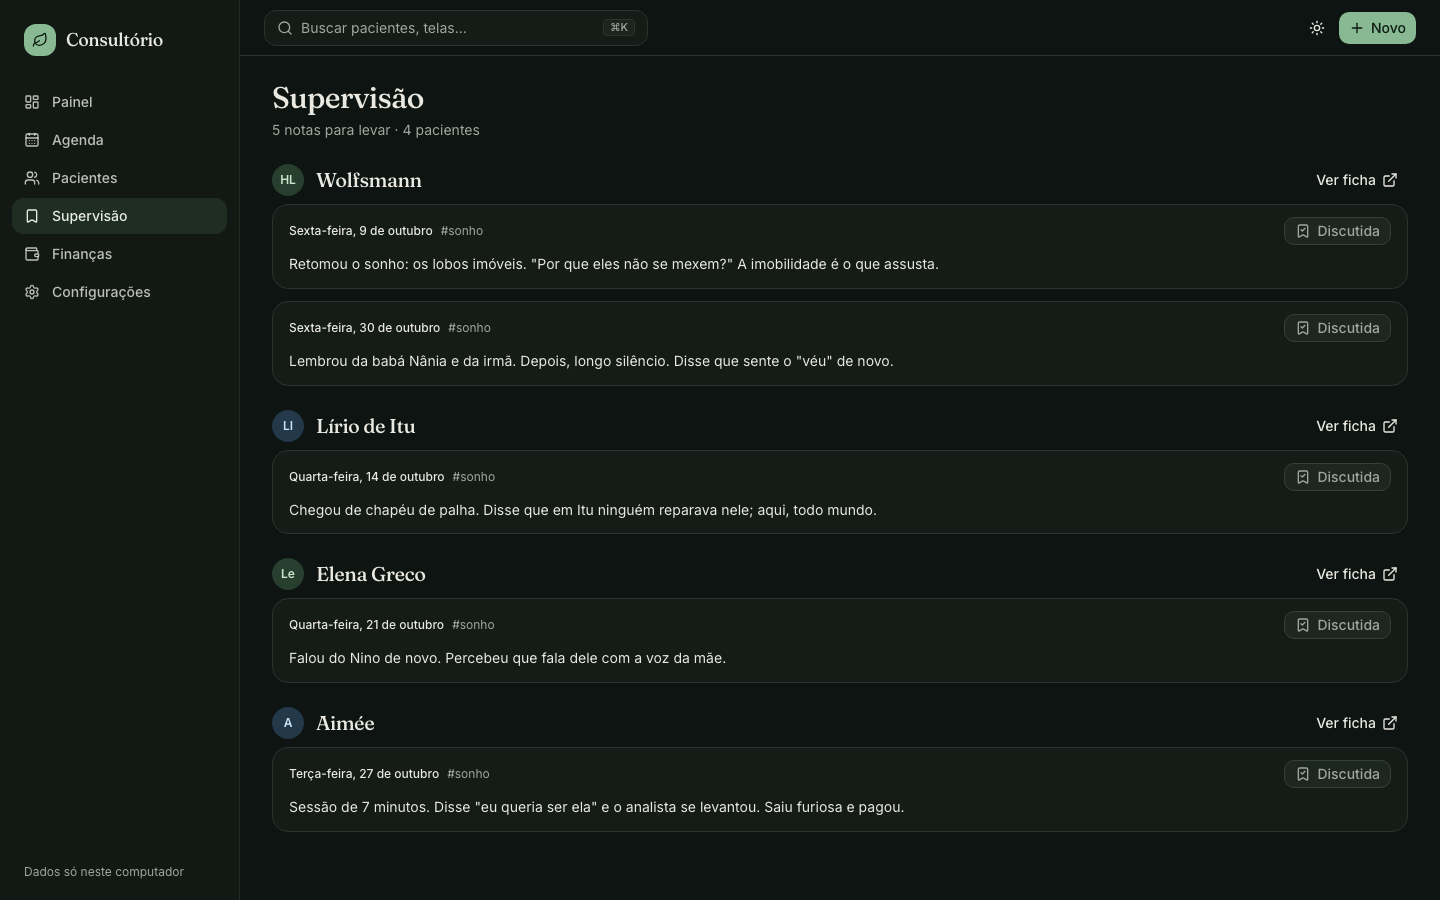 Consultório
Buscar pacientes, telas...
⌘K
Novo
Painel
Agenda
Pacientes
Supervisão
Finanças
Configurações
Dados só neste computador
Supervisão
5 notas para levar · 4 pacientes
HL Wolfsmann Ver ficha
Sexta-feira, 9 de outubro #sonho Discutida
Retomou o sonho: os lobos imóveis. "Por que eles não se mexem?" A imobilidade é o que assusta.
Sexta-feira, 30 de outubro #sonho Discutida
Lembrou da babá Nânia e da irmã. Depois, longo silêncio. Disse que sente o "véu" de novo.
LI Lírio de Itu Ver ficha
Quarta-feira, 14 de outubro #sonho Discutida
Chegou de chapéu de palha. Disse que em Itu ninguém reparava nele; aqui, todo mundo.
Le Elena Greco Ver ficha
Quarta-feira, 21 de outubro #sonho Discutida
Falou do Nino de novo. Percebeu que fala dele com a voz da mãe.
A Aimée Ver ficha
Terça-feira, 27 de outubro #sonho Discutida
Sessão de 7 minutos. Disse "eu queria ser ela" e o analista se levantou. Saiu furiosa e pagou.